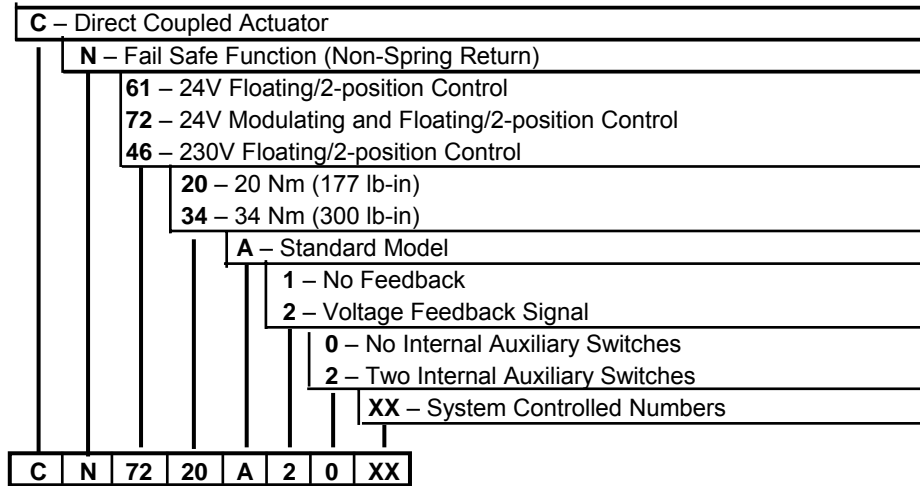 C – Direct Coupled Actuator
N – Fail Safe Function (Non-Spring Return)
61 – 24V Floating/2-position Control
72 – 24V Modulating and Floating/2-position Control
46 – 230V Floating/2-position Control
20 – 20 Nm (177 lb-in)
34 – 34 Nm (300 lb-in)
A – Standard Model
1 – No Feedback
2 – Voltage Feedback Signal
0 – No Internal Auxiliary Switches
2 – Two Internal Auxiliary Switches
XX – System Controlled Numbers
C N 72 20 A 2 0 XX